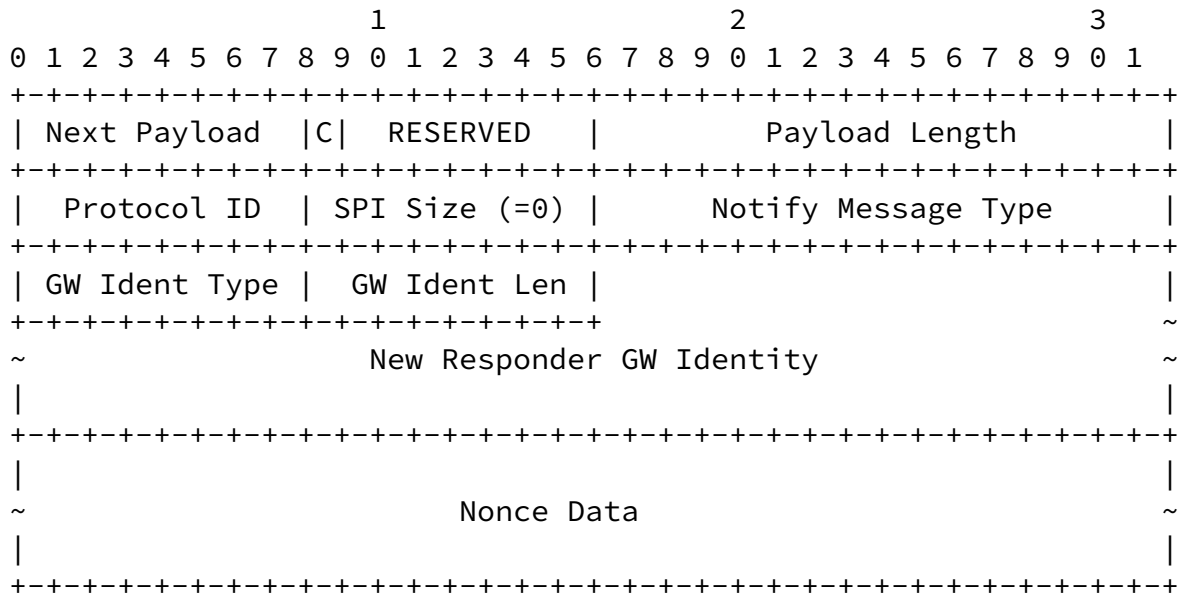 1                   2                   3
0 1 2 3 4 5 6 7 8 9 0 1 2 3 4 5 6 7 8 9 0 1 2 3 4 5 6 7 8 9 0 1
+-+-+-+-+-+-+-+-+-+-+-+-+-+-+-+-+-+-+-+-+-+-+-+-+-+-+-+-+-+-+-+-+
| Next Payload  |C|  RESERVED   |         Payload Length        |
+-+-+-+-+-+-+-+-+-+-+-+-+-+-+-+-+-+-+-+-+-+-+-+-+-+-+-+-+-+-+-+-+
|  Protocol ID  | SPI Size (=0) |      Notify Message Type      |
+-+-+-+-+-+-+-+-+-+-+-+-+-+-+-+-+-+-+-+-+-+-+-+-+-+-+-+-+-+-+-+-+
| GW Ident Type |  GW Ident Len |                               |
+-+-+-+-+-+-+-+-+-+-+-+-+-+-+-+-+                               ~
~                   New Responder GW Identity                   ~
|                                                               |
+-+-+-+-+-+-+-+-+-+-+-+-+-+-+-+-+-+-+-+-+-+-+-+-+-+-+-+-+-+-+-+-+
|                                                               |
~                        Nonce Data                             ~
|                                                               |
+-+-+-+-+-+-+-+-+-+-+-+-+-+-+-+-+-+-+-+-+-+-+-+-+-+-+-+-+-+-+-+-+